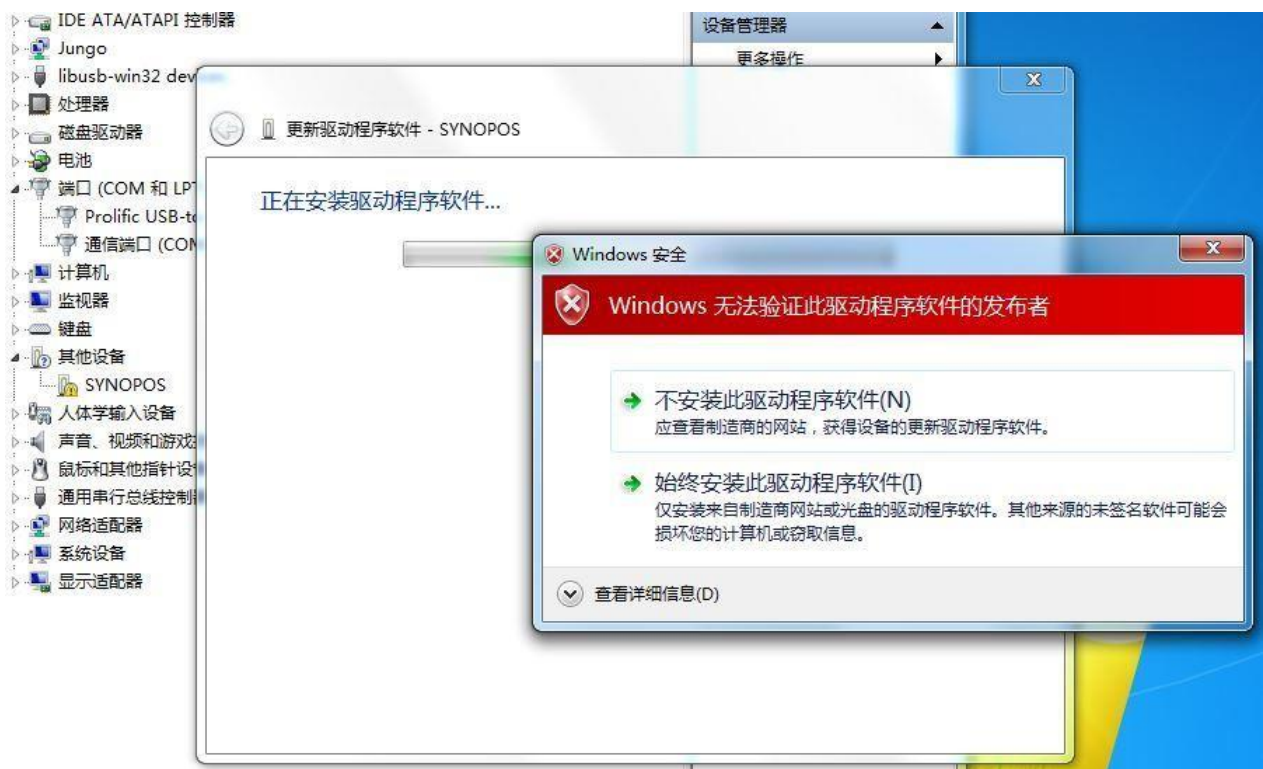 IDE ATA/ATAPI 控制器
Jungo
libusb-win32 dev
处理器
磁盘驱动器
电池
端口 (COM 和 LPT
Prolific USB-to
通信端口 (COM
计算机
监视器
键盘
其他设备
SYNOPOS
人体学输入设备
声音、视频和游戏
鼠标和其他指针设
通用串行总线控制
网络适配器
系统设备
显示适配器
设备管理器
更多操作
更新驱动程序软件 - SYNOPOS
正在安装驱动程序软件...
Windows 安全
Windows 无法验证此驱动程序软件的发布者
不安装此驱动程序软件(N)
应查看制造商的网站，获得设备的更新驱动程序软件。
始终安装此驱动程序软件(I)
仅安装来自制造商网站或光盘的驱动程序软件。其他来源的未签名软件可能会
损坏您的计算机或窃取信息。
查看详细信息(D)